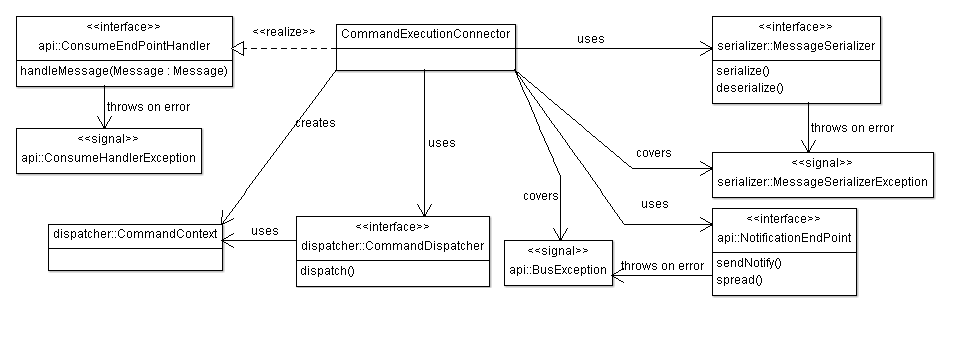 <<interface>>
api::ConsumeEndPointHandler
handleMessage(Message : Message)
<<realize>>
CommandExecutionConnector
uses
<<interface>>
serializer::MessageSerializer
serialize()
deserialize()
throws on error
<<signal>>
api::ConsumeHandlerException
creates
uses
throws on error
covers
<<signal>>
serializer::MessageSerializerException
covers
uses
dispatcher::CommandContext
uses
<<interface>>
dispatcher::CommandDispatcher
dispatch()
<<signal>>
api::BusException
throws on error
<<interface>>
api::NotificationEndPoint
sendNotify()
spread()